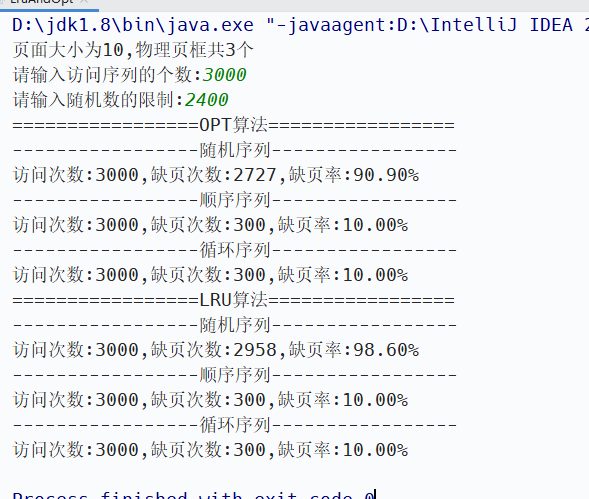 D:\jdk1.8\bin\java.exe "-javaagent:D:\IntelliJ IDEA 2
页面大小为10,物理页框共3个
请输入访问序列的个数:3000
请输入随机数的限制:2400
=================OPT算法=================
-----------------随机序列-----------------
访问次数:3000,缺页次数:2727,缺页率:90.90%
-----------------顺序序列-----------------
访问次数:3000,缺页次数:300,缺页率:10.00%
-----------------循环序列-----------------
访问次数:3000,缺页次数:300,缺页率:10.00%
=================LRU算法=================
-----------------随机序列-----------------
访问次数:3000,缺页次数:2958,缺页率:98.60%
-----------------顺序序列-----------------
访问次数:3000,缺页次数:300,缺页率:10.00%
-----------------循环序列-----------------
访问次数:3000,缺页次数:300,缺页率:10.00%
Process finished with exit code 0